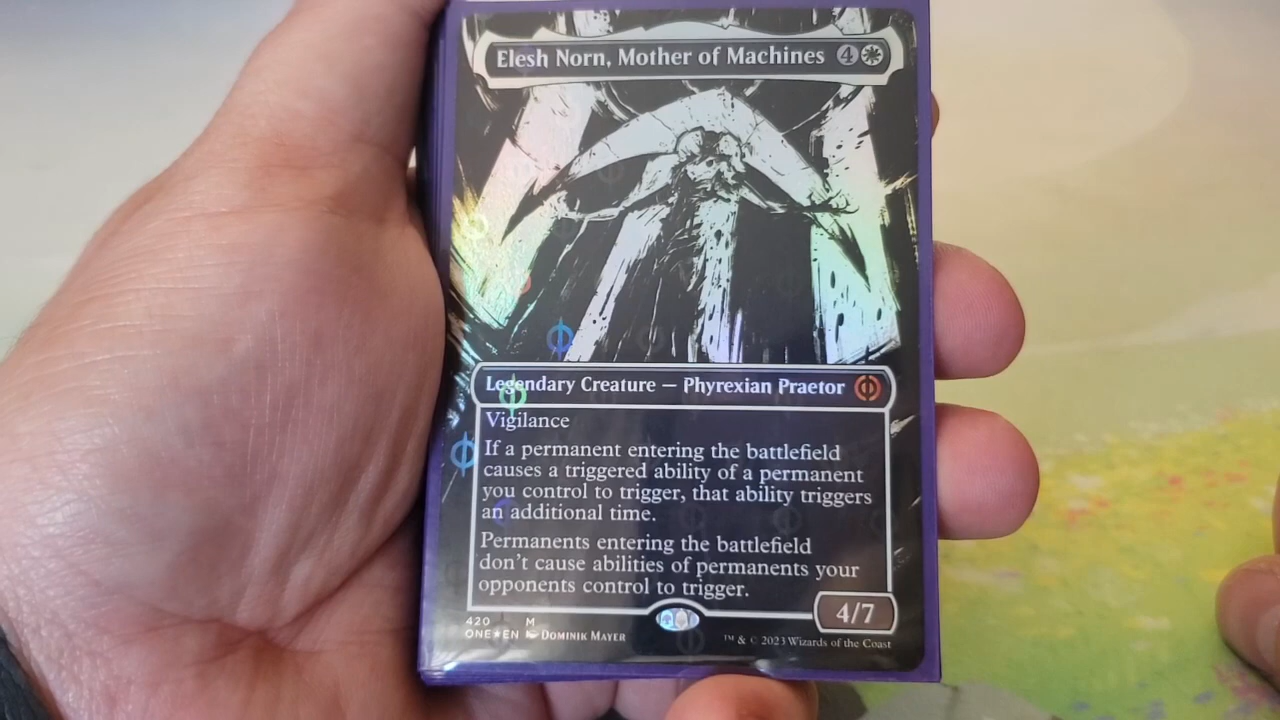 Elesh Norn, Mother of Machines 4
Legendary Creature — Phyrexian Praetor
Vigilance
If a permanent entering the battlefield
causes a triggered ability of a permanent
you control to trigger, that ability triggers
an additional time.
Permanents entering the battlefield
don't cause abilities of permanents your
opponents control to trigger.
4/7
420 M
ONE★EN Dominik Mayer
™ & © 2023 Wizards of the Coast